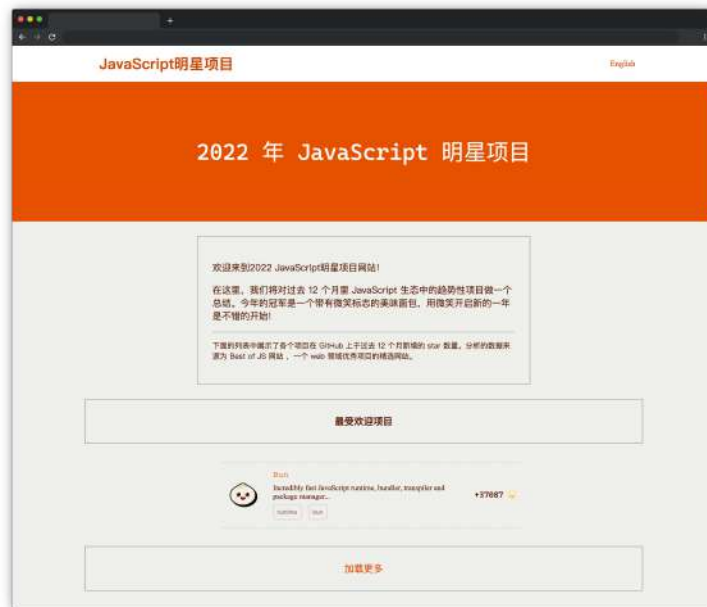 JavaScript明星项目
English
2022 年 JavaScript 明星项目
欢迎来到2022 JavaScript明星项目网站!
在这里，我们将对过去 12 个月里 JavaScript 生态中的趋势性项目做一个
总结。今年的冠军是一个带有微笑标志的美味面包，用微笑开启新的一年
是不错的开始!
下面的列表中展示了各个项目在 GitHub 上于过去 12 个月新增的 star 数量。分析的数据来
源为 Best of JS 网站 ，一个 web 领域优秀项目的精选网站。
最受欢迎项目
Bun
Incredibly fast JavaScript runtime, bundler, transpiler and
package manager...
+37087
runtime bun
加载更多